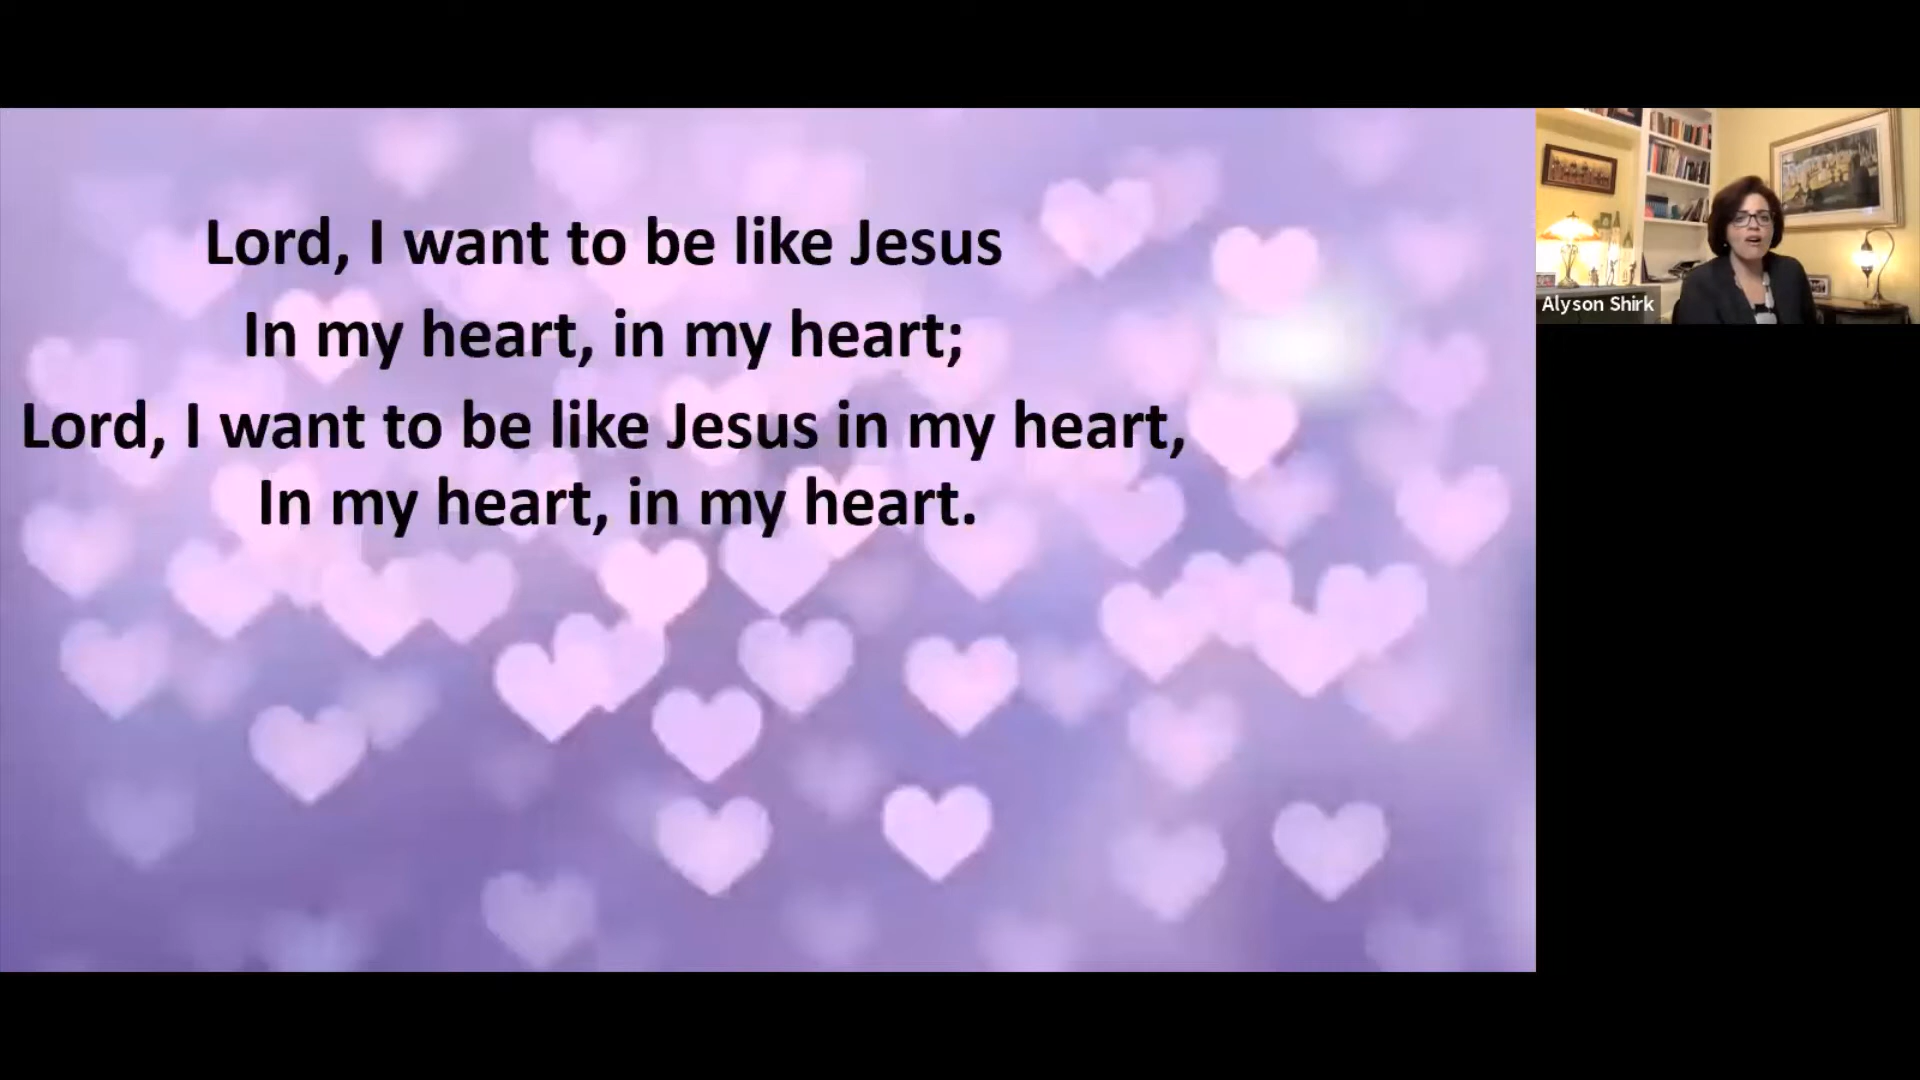 Lord, I want to be like Jesus
In my heart, in my heart;
Lord, I want to be like Jesus in my heart,
In my heart, in my heart.
Alyson Shirk